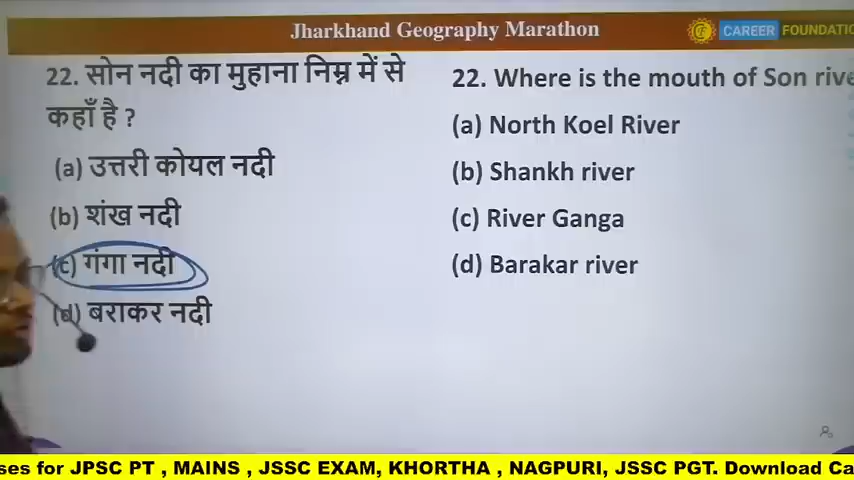 Jharkhand Geography Marathon
CAREER FOUNDATIO
22. सोन नदी का मुहाना निम्न में से
कहाँ है ?
(a) उत्तरी कोयल नदी
(b) शंख नदी
(c) गंगा नदी
(d) बराकर नदी
22. Where is the mouth of Son rive
(a) North Koel River
(b) Shankh river
(c) River Ganga
(d) Barakar river
ses for JPSC PT , MAINS , JSSC EXAM, KHORTHA , NAGPURI, JSSC PGT. Download Ca